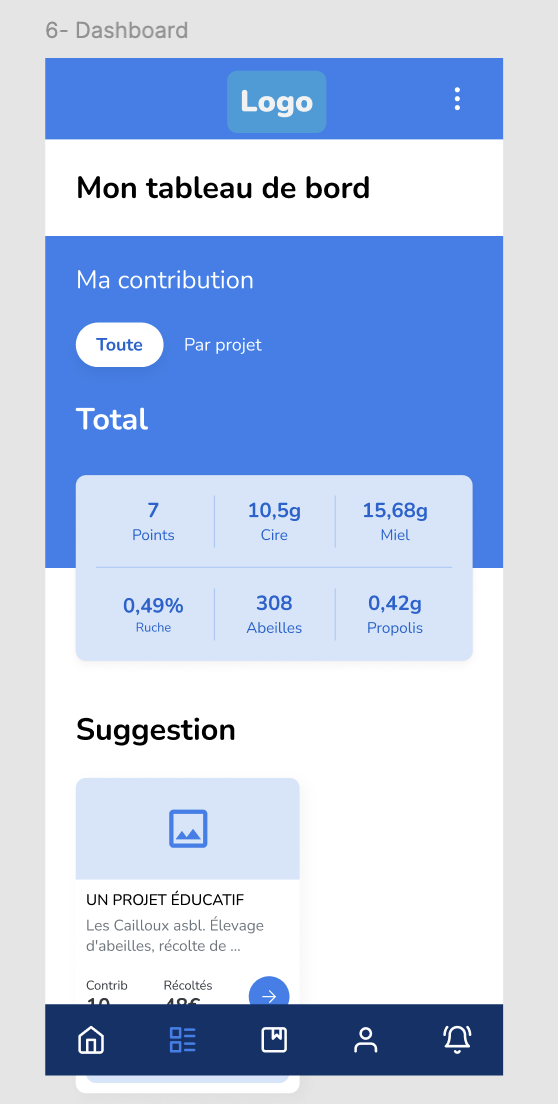 6- Dashboard
Logo
Mon tableau de bord
Ma contribution
Toute
Par projet
Total
7
Points
10,5g
Cire
15,68g
Miel
0,49%
Ruche
308
Abeilles
0,42g
Propolis
Suggestion
UN PROJET ÉDUCATIF
Les Cailloux asbl. Élevage
d'abeilles, récolte de ...
Contrib
Récoltés